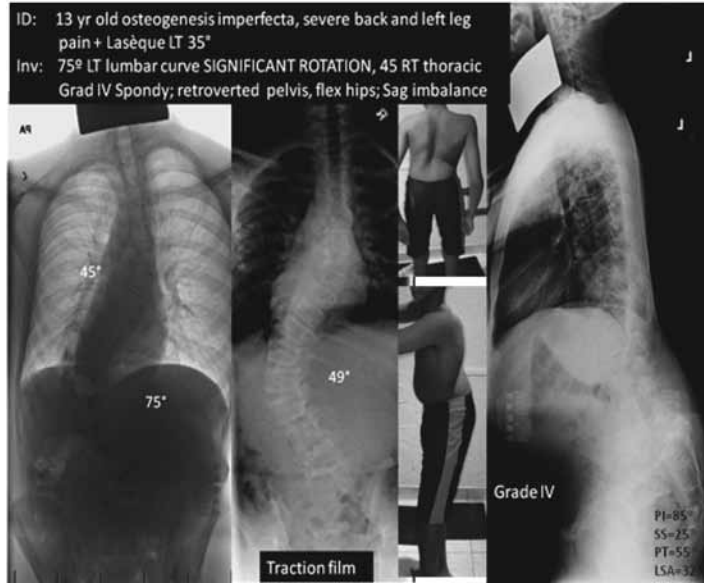 ID: 13 yr old osteogenesis imperfecta, severe back and left leg
pain + Lasèque LT 35°
Inv: 75º LT lumbar curve SIGNIFICANT ROTATION, 45 RT thoracic
Grad IV Spondy; retroverted pelvis, flex hips; Sag imbalance
PA
R
L
L
45°
49°
75°
Grade IV
PI=85°
SS=25°
PT=55°
LSA=32
Traction film